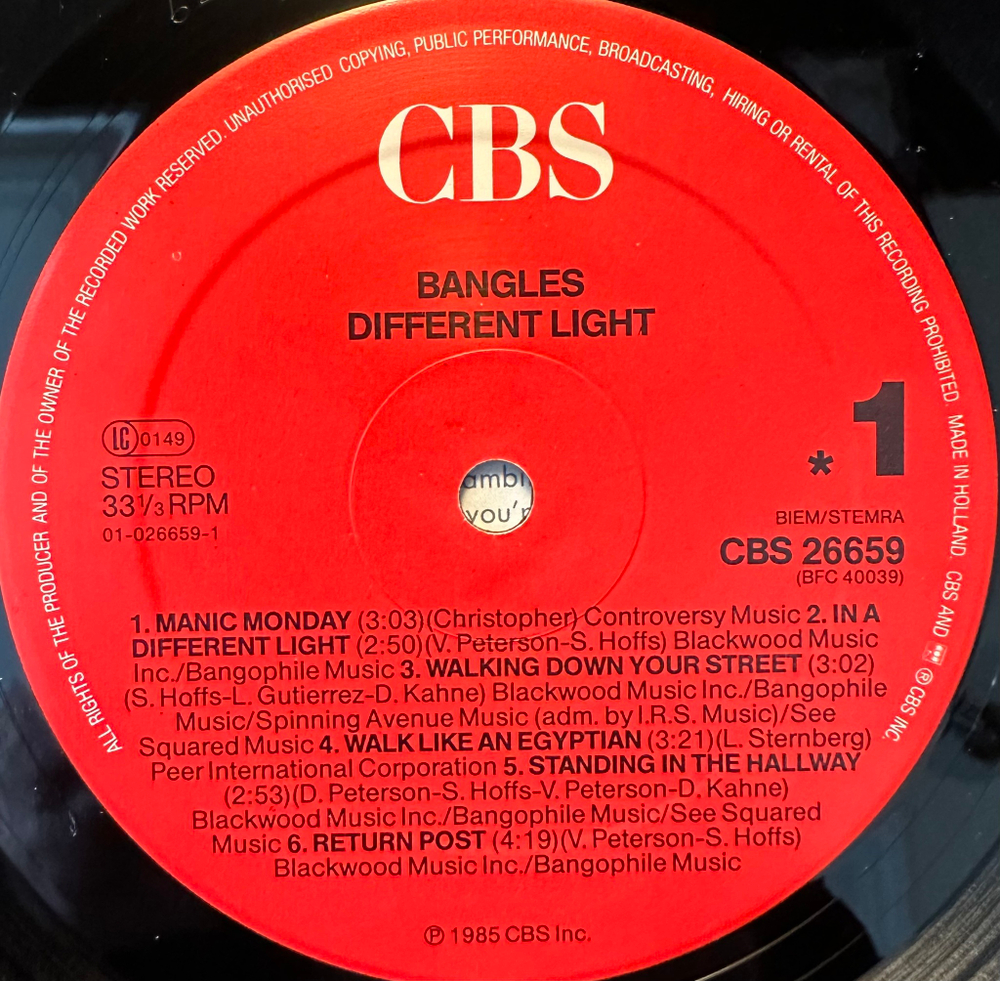 ALL RIGHTS OF THE PRODUCER AND OF THE OWNER OF THE RECORDED WORK RESERVED. UNAUTHORISED COPYING, PUBLIC PERFORMANCE, BROADCASTING, HIRING OR RENTAL OF THIS RECORDING PROHIBITED. MADE IN HOLLAND. CBS AND ℗ CBS INC.
CBS
BANGLES
DIFFERENT LIGHT
LC 0149
STEREO
33⅓ RPM
01-026659-1
* 1
BIEM/STEMRA
CBS 26659
(BFC 40039)
ambi
you'r
1. MANIC MONDAY (3:03)(Christopher) Controversy Music 2. IN A
DIFFERENT LIGHT (2:50)(V. Peterson-S. Hoffs) Blackwood Music
Inc./Bangophile Music 3. WALKING DOWN YOUR STREET (3:02)
(S. Hoffs-L. Gutierrez-D. Kahne) Blackwood Music Inc./Bangophile
Music/Spinning Avenue Music (adm. by I.R.S. Music)/See
Squared Music 4. WALK LIKE AN EGYPTIAN (3:21)(L. Sternberg)
Peer International Corporation 5. STANDING IN THE HALLWAY
(2:53)(D. Peterson-S. Hoffs-V. Peterson-D. Kahne)
Blackwood Music Inc./Bangophile Music/See Squared
Music 6. RETURN POST (4:19)(V. Peterson-S. Hoffs)
Blackwood Music Inc./Bangophile Music
℗ 1985 CBS Inc.